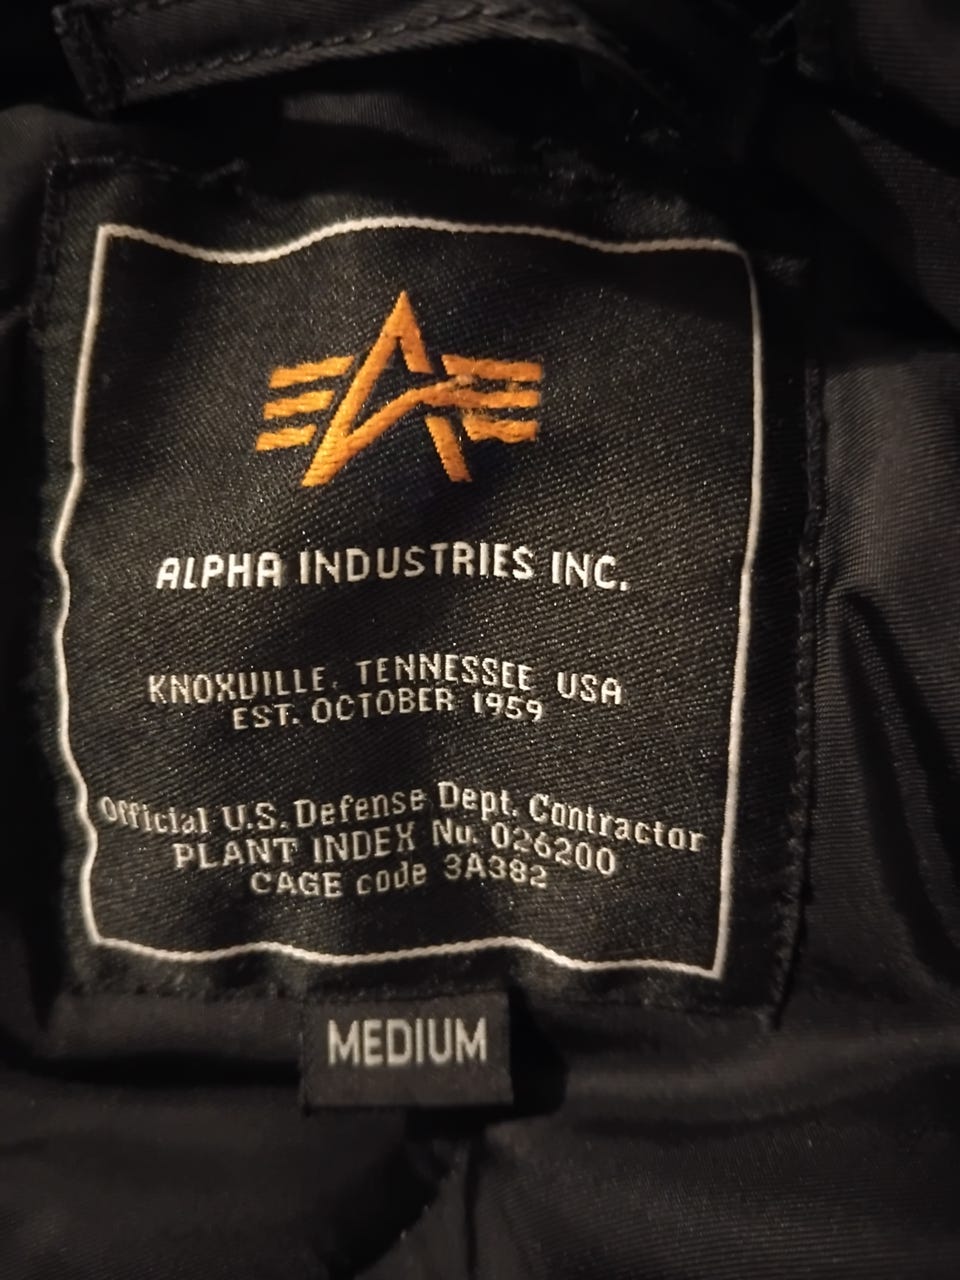 ALPHA INDUSTRIES INC.
KNOXVILLE, TENNESSEE USA
EST. OCTOBER 1959
Official U.S. Defense Dept. Contractor
PLANT INDEX No. 026200
CAGE code 3A382
MEDIUM